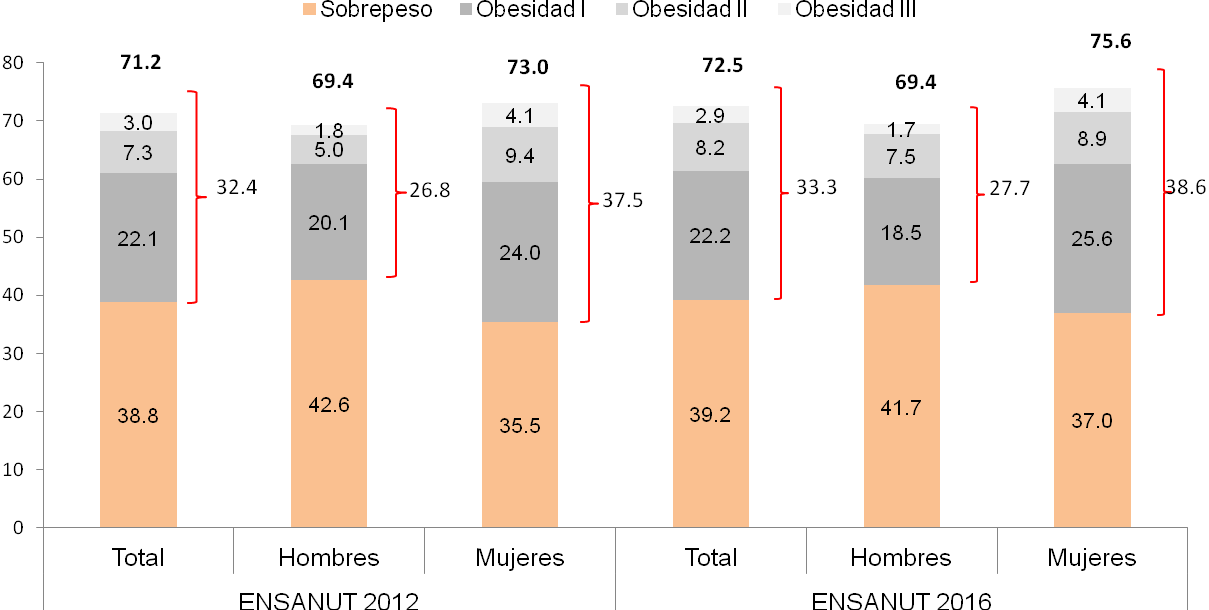 Sobrepeso Obesidad I Obesidad II Obesidad III
75.6
71.2 69.4 73.0 72.5 69.4
80
70
60
50
40
30
20
10
0
3.0 1.8 4.1 2.9 1.7 4.1
7.3 5.0 9.4 8.2 7.5 8.9
32.4 26.8 37.5 33.3 27.7 38.6
22.1 20.1 24.0 22.2 18.5 25.6
38.8 42.6 35.5 39.2 41.7 37.0
Total Hombres Mujeres Total Hombres Mujeres
ENSANUT 2012 ENSANUT 2016